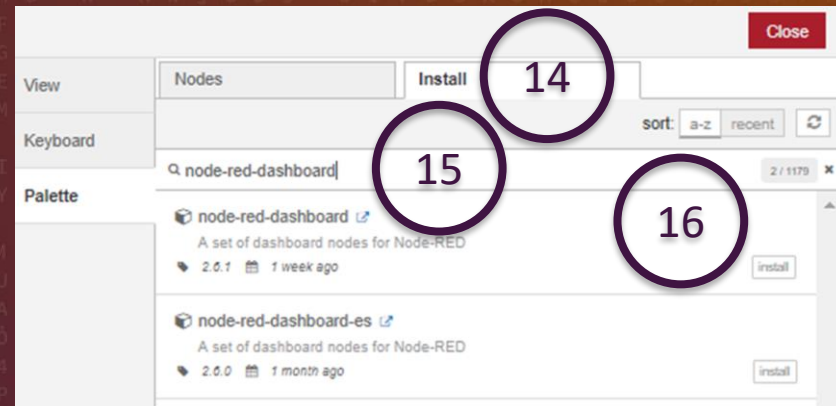 Close
View
Nodes
Install
14
sort: a-z recent
Keyboard
node-red-dashboard
15
2 / 1179
Palette
16
node-red-dashboard
A set of dashboard nodes for Node-RED
2.6.1 1 week ago
install
node-red-dashboard-es
A set of dashboard nodes for Node-RED
2.6.0 1 month ago
install